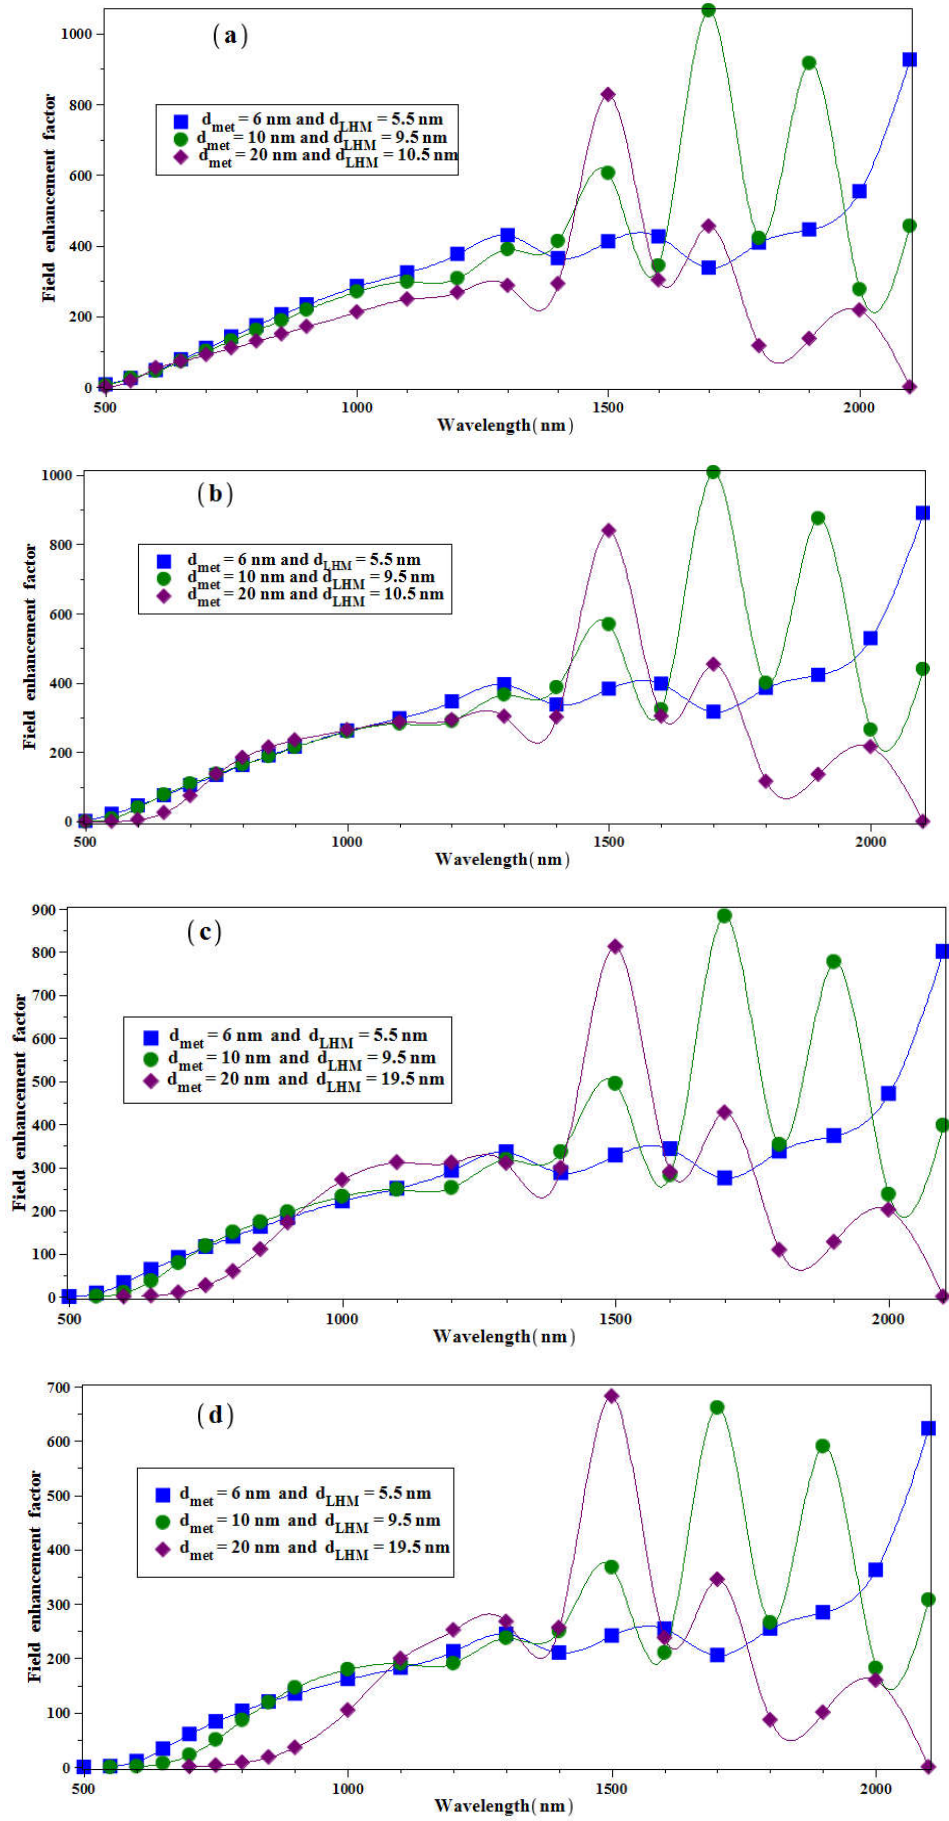 (a)
Field enhancement factor
1000
800
600
400
200
0
d_met = 6 nm and d_LHM = 5.5 nm
d_met = 10 nm and d_LHM = 9.5 nm
d_met = 20 nm and d_LHM = 10.5 nm
500 1000 1500 2000
Wavelength(nm)
(b)
Field enhancement factor
1000
800
600
400
200
0
d_met = 6 nm and d_LHM = 5.5 nm
d_met = 10 nm and d_LHM = 9.5 nm
d_met = 20 nm and d_LHM = 10.5 nm
500 1000 1500 2000
Wavelength(nm)
(c)
Field enhancement factor
900
800
700
600
500
400
300
200
100
0
d_met = 6 nm and d_LHM = 5.5 nm
d_met = 10 nm and d_LHM = 9.5 nm
d_met = 20 nm and d_LHM = 19.5 nm
500 1000 1500 2000
Wavelength(nm)
(d)
Field enhancement factor
700
600
500
400
300
200
100
0
d_met = 6 nm and d_LHM = 5.5 nm
d_met = 10 nm and d_LHM = 9.5 nm
d_met = 20 nm and d_LHM = 19.5 nm
500 1000 1500 2000
Wavelength(nm)